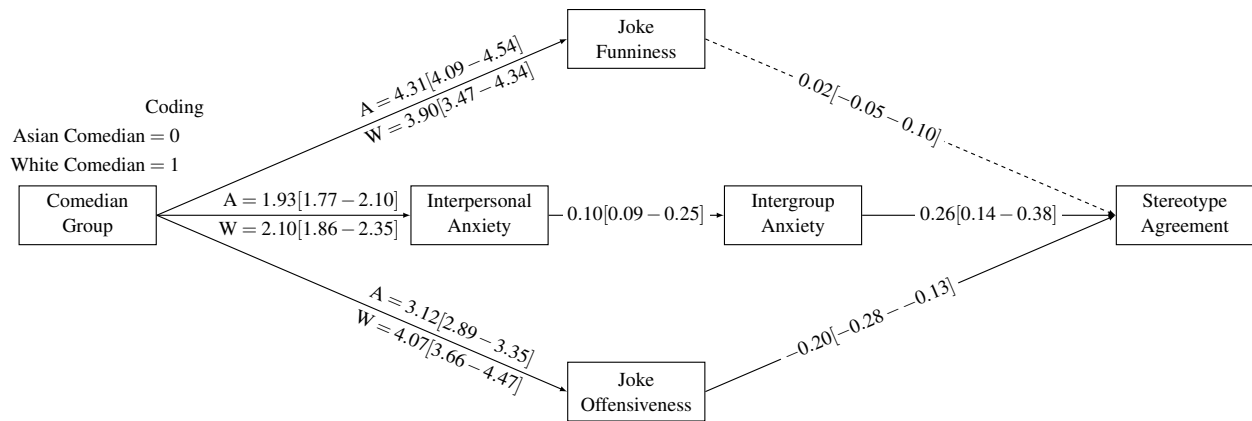 Joke
Funniness
A = 4.31[4.09 − 4.54]
W = 3.90[3.47 − 4.34]
0.02[−0.05 − 0.10]
Coding
Asian Comedian = 0
White Comedian = 1
Comedian
Group
A = 1.93[1.77 − 2.10]
W = 2.10[1.86 − 2.35]
Interpersonal
Anxiety
0.10[0.09 − 0.25]
Intergroup
Anxiety
0.26[0.14 − 0.38]
Stereotype
Agreement
A = 3.12[2.89 − 3.35]
W = 4.07[3.66 − 4.47]
−0.20[−0.28 − −0.13]
Joke
Offensiveness